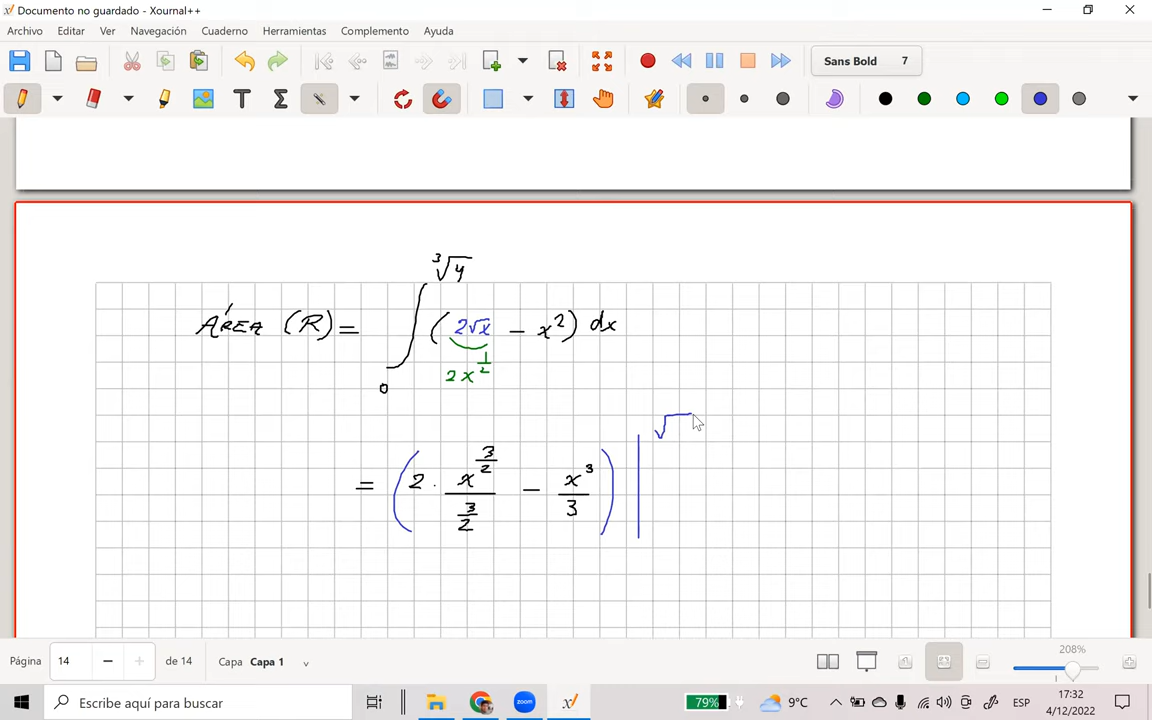 Documento no guardado - Xournal++
Archivo Editar Ver Navegación Cuaderno Herramientas Complemento Ayuda
Sans Bold 7
ÁREA (R) = ∫₀^∛4 (2√x - x²) dx
2x^(1/2)
= (2 · x^(3/2)/(3/2) - x³/3) |^√
Página 14 de 14 Capa Capa 1 208%
Escribe aquí para buscar 79% 9°C ESP 17:32
4/12/2022
zoom